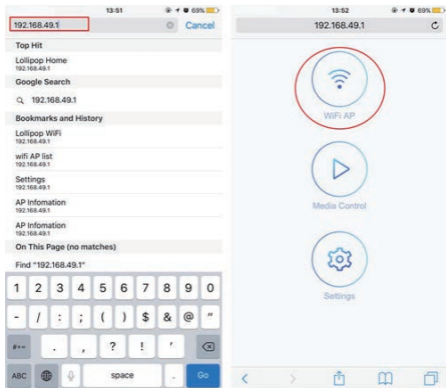 13:51
69%
192.168.49.1
Cancel
Top Hit
Lollipop Home
192.168.49.1
Google Search
192.168.49.1
Bookmarks and History
Lollipop WiFi
192.168.49.1
wifi AP list
192.168.49.1
Settings
192.168.49.1
AP Infomation
192.168.49.1
AP Infomation
192.168.49.1
On This Page (no matches)
Find "192.168.49.1"
1 2 3 4 5 6 7 8 9 0
- / : ; ( ) $ & @ "
#+= . , ? ! '
ABC space . Go
13:52
69%
192.168.49.1
WiFi AP
Media Control
Settings